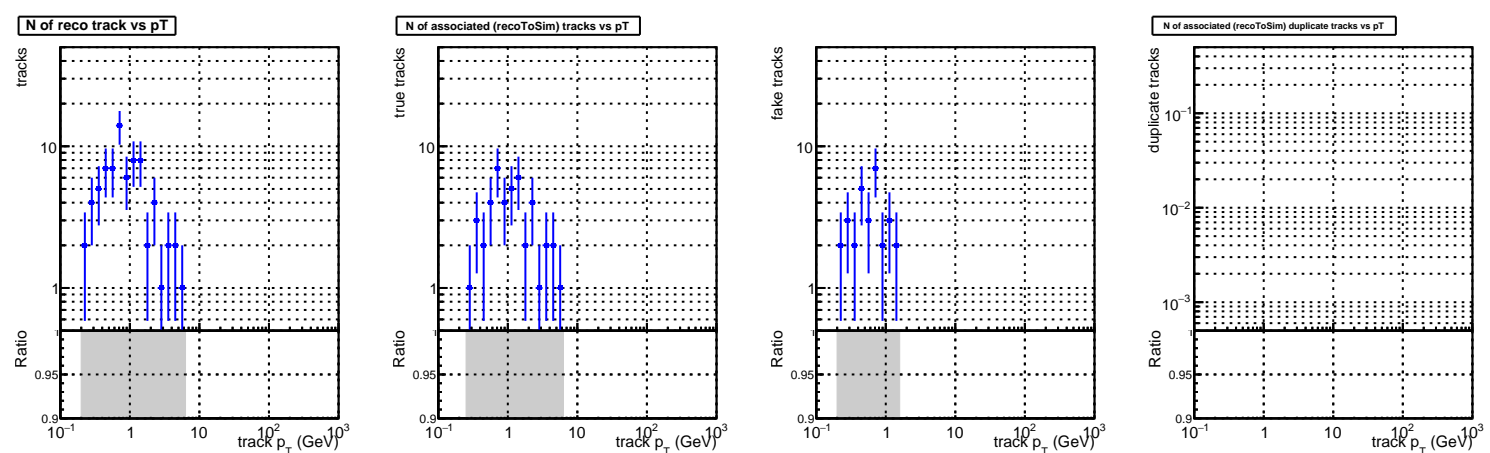 N of reco track vs pT
tracks
10
1
Ratio
1
0.95
0.9
10⁻¹ 1 10 10² 10³
track p_T (GeV)
N of associated (recoToSim) tracks vs pT
true tracks
10
1
Ratio
1
0.95
0.9
10⁻¹ 1 10 10² 10³
track p_T (GeV)
fake tracks
10
1
Ratio
1
0.95
0.9
10⁻¹ 1 10 10² 10³
track p_T (GeV)
N of associated (recoToSim) duplicate tracks vs pT
duplicate tracks
10⁻¹
10⁻²
10⁻³
Ratio
1
0.95
0.9
10⁻¹ 1 10 10² 10³
track p_T (GeV)